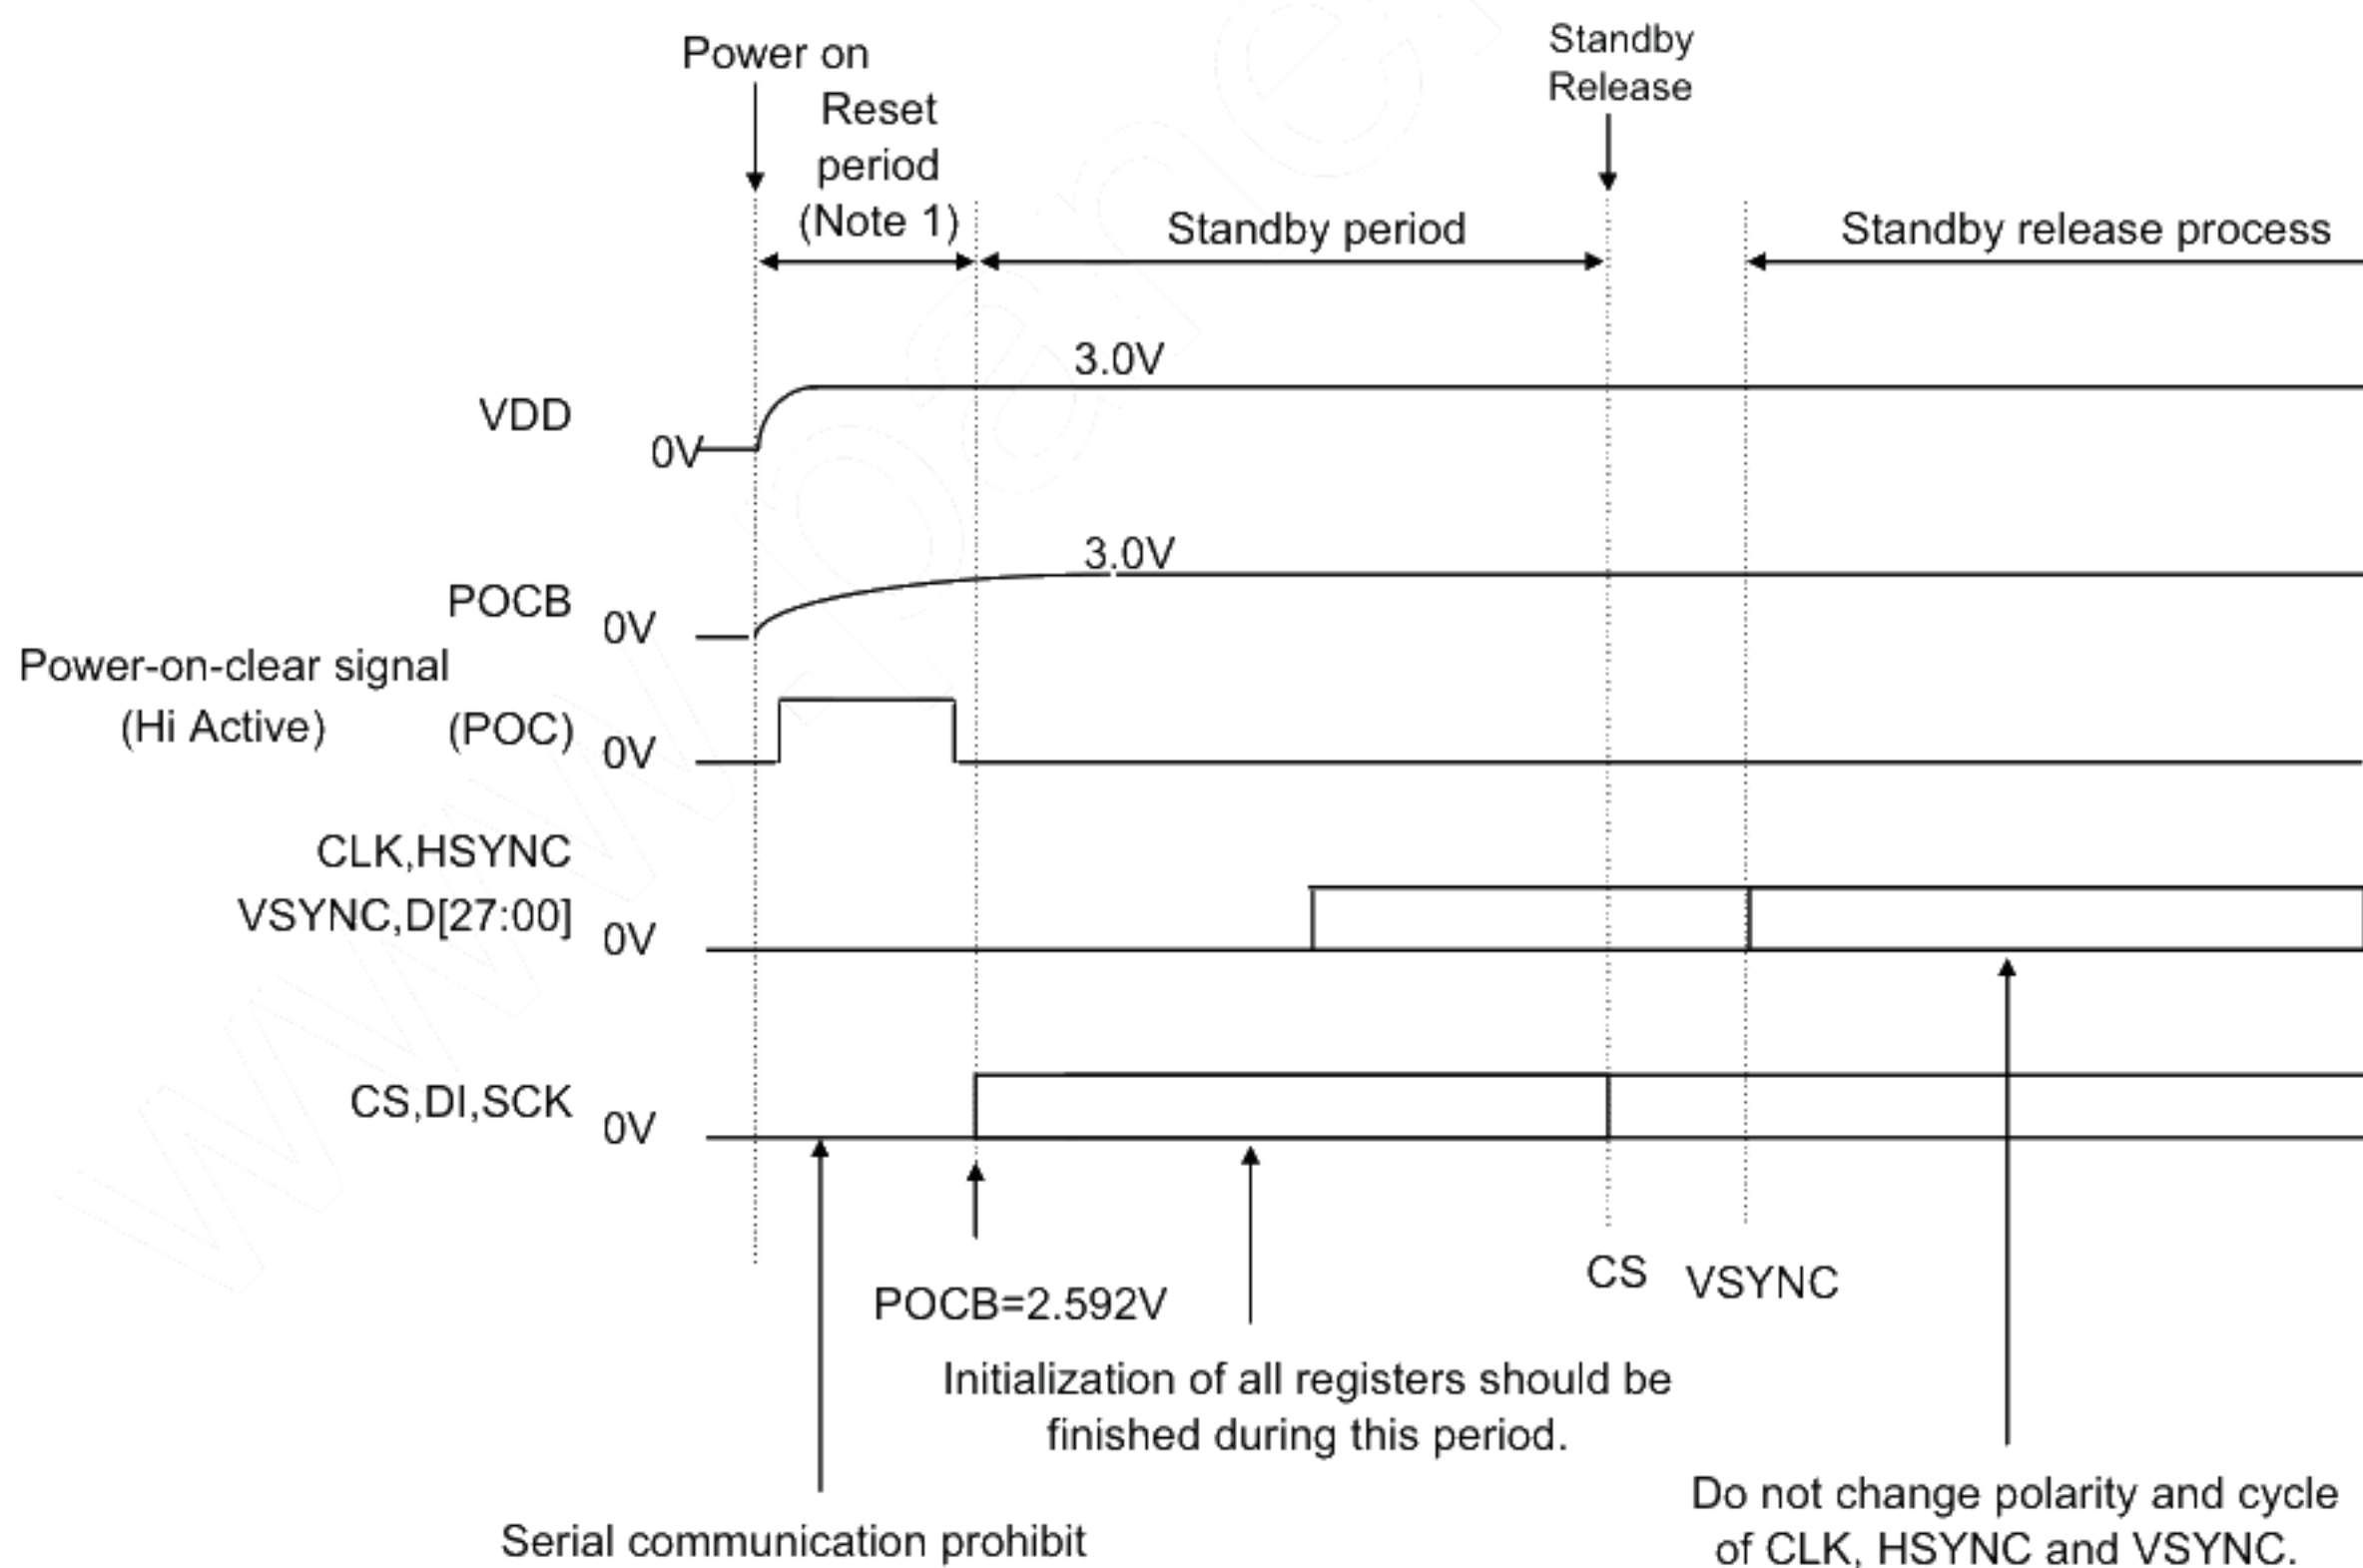 Power on
Standby
Release
Reset
period
(Note 1)
Standby period
Standby release process
3.0V
VDD
0V
3.0V
POCB
0V
Power-on-clear signal
(Hi Active)
(POC)
0V
CLK,HSYNC
VSYNC,D[27:00]
0V
CS,DI,SCK
0V
CS
VSYNC
POCB=2.592V
Initialization of all registers should be
finished during this period.
Do not change polarity and cycle
of CLK, HSYNC and VSYNC.
Serial communication prohibit
www.pane